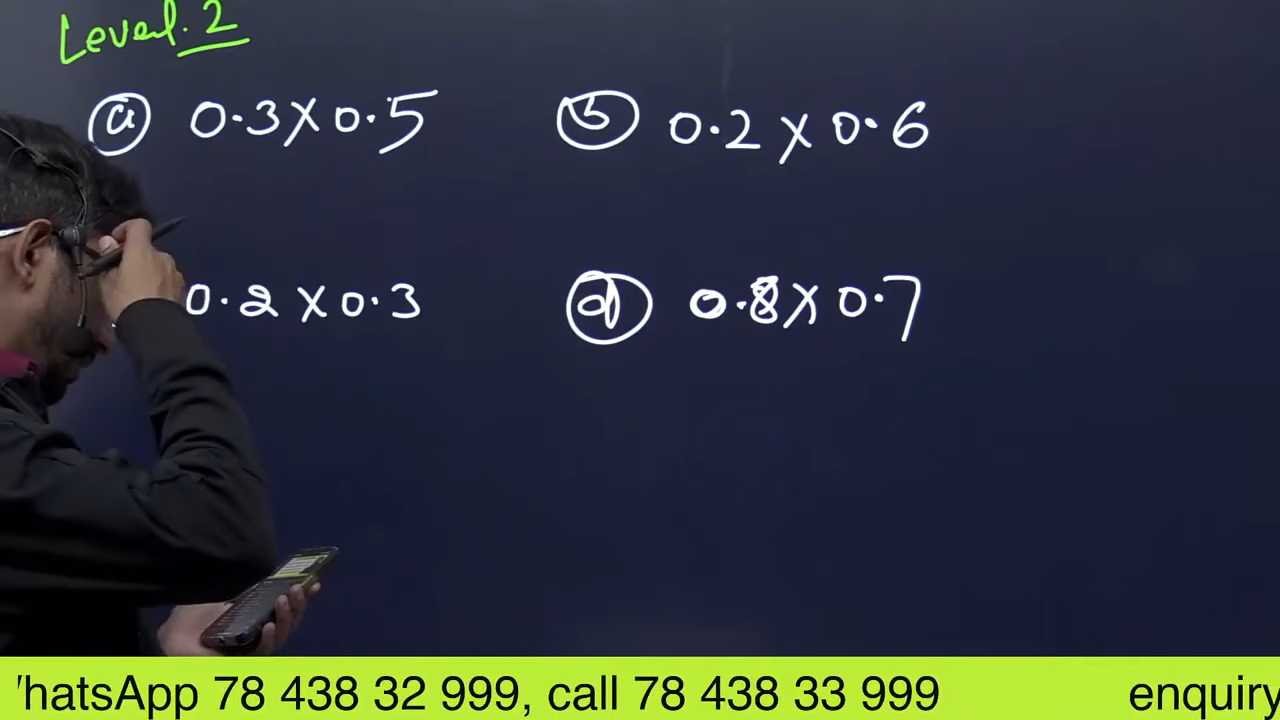 Level. 2
a 0.3 x 0.5
b 0.2 x 0.6
0.2 x 0.3
d 0.8 x 0.7
hatsApp 78 438 32 999, call 78 438 33 999 enquiry